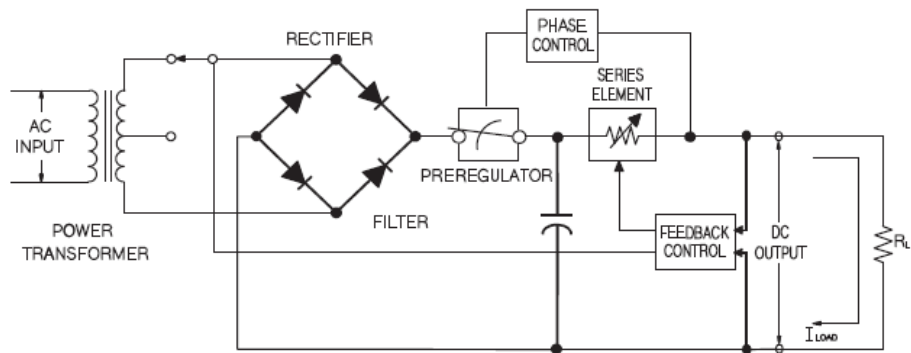 PHASE
CONTROL
RECTIFIER
SERIES
ELEMENT
AC
INPUT
PREREGULATOR
POWER
TRANSFORMER
FILTER
FEEDBACK
CONTROL
DC
OUTPUT
RL
ILOAD